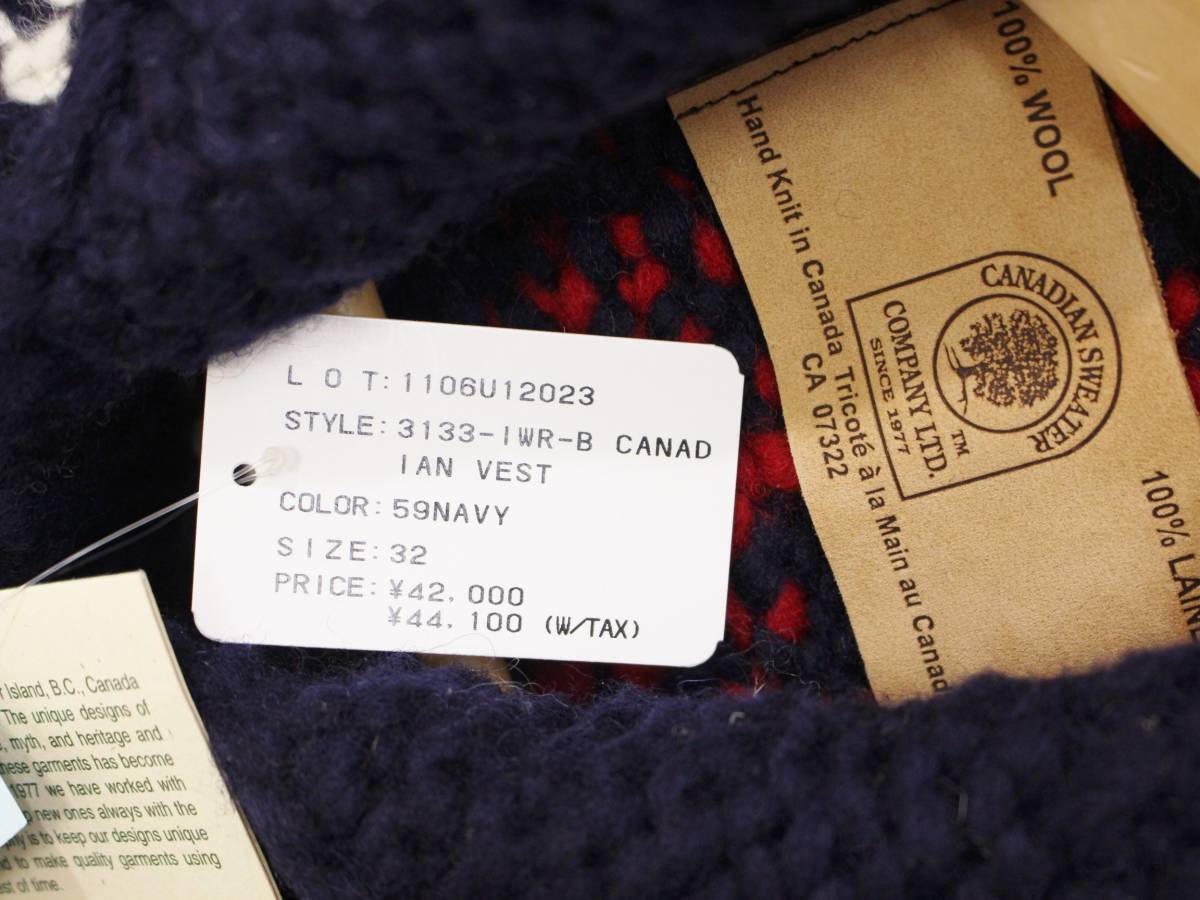 LOT:1106U12023
STYLE:3133-IWR-B CANAD
IAN VEST
COLOR:59NAVY
SIZE:32
PRICE:¥42.000
¥44.100 (W/TAX)
100% WOOL
CANADIAN SWEATER
COMPANY LTD.
TM
SINCE 1977
Hand Knit in Canada Tricoté à la Main au Canad
CA 07322
100% LAIN
Island, B.C., Canada
The unique designs of
, myth, and heritage and
garments has become
1977 we have worked with
new ones always with the
is to keep our designs unique
to make quality garments using
of time.